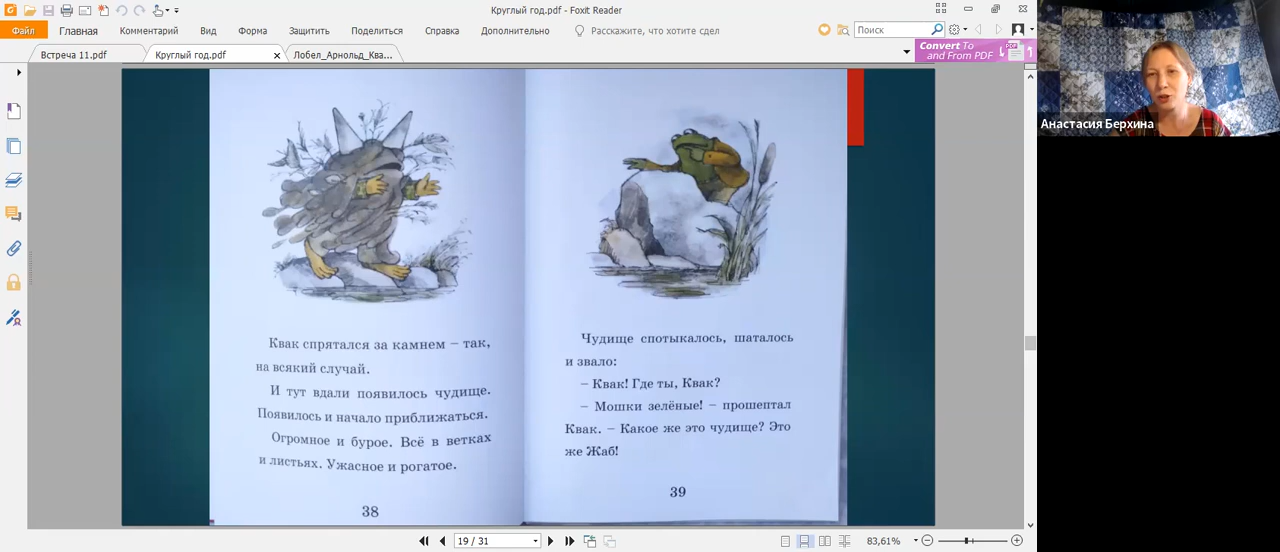 Круглый год.pdf - Foxit Reader
Файл
Главная
Комментарий
Вид
Форма
Защитить
Поделиться
Справка
Дополнительно
Расскажите, что хотите сдел
Поиск
Встреча 11.pdf
Круглый год.pdf
Лобел_Арнольд_Ква...
Convert To
and From PDF
PDF
Анастасия Берхина
Квак спрятался за камнем – так,
на всякий случай.
И тут вдали появилось чудище.
Появилось и начало приближаться.
Огромное и бурое. Всё в ветках
и листьях. Ужасное и рогатое.
38
Чудище спотыкалось, шаталось
и звало:
– Квак! Где ты, Квак?
– Мошки зелёные! – прошептал
Квак. – Какое же это чудище? Это
же Жаб!
39
19 / 31
83,61%